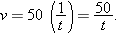 ν = 50 (1/t) = 50/t.